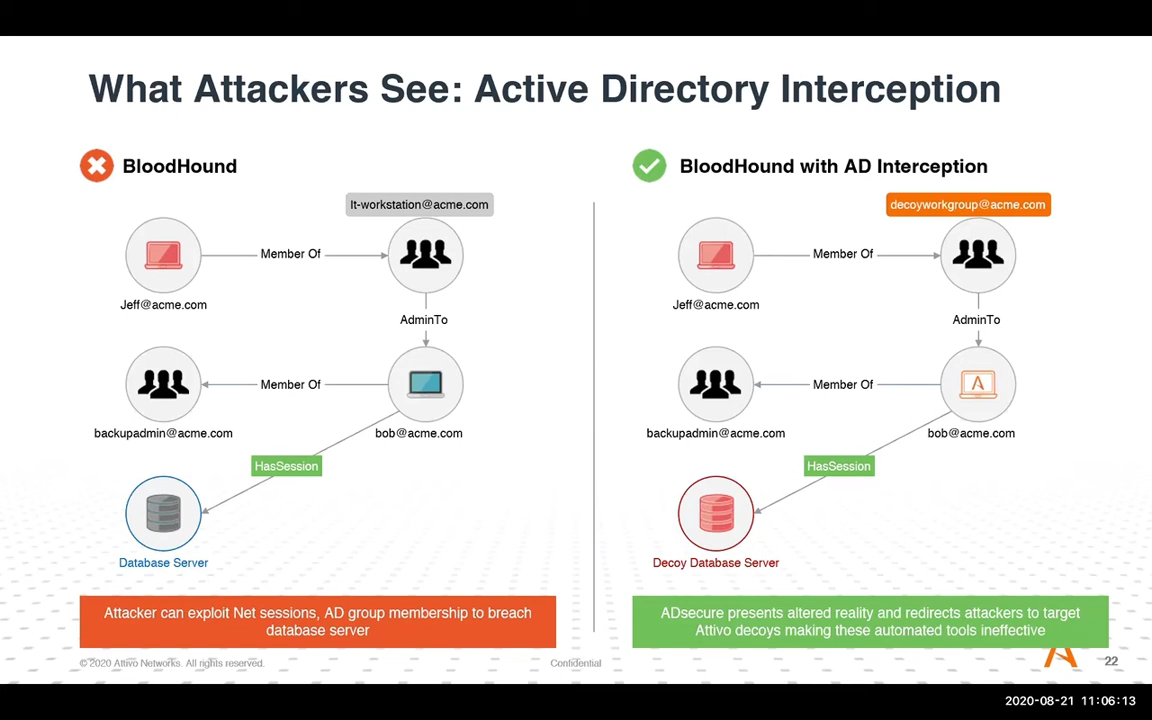 What Attackers See: Active Directory Interception
BloodHound
lt-workstation@acme.com
Member Of
Jeff@acme.com
AdminTo
Member Of
backupadmin@acme.com
bob@acme.com
HasSession
Database Server
Attacker can exploit Net sessions, AD group membership to breach
database server
BloodHound with AD Interception
decoyworkgroup@acme.com
Member Of
Jeff@acme.com
AdminTo
A
Member Of
backupadmin@acme.com
bob@acme.com
HasSession
Decoy Database Server
ADsecure presents altered reality and redirects attackers to target
Attivo decoys making these automated tools ineffective
© 2020 Attivo Networks. All rights reserved.
Confidential
22
2020-08-21 11:06:13